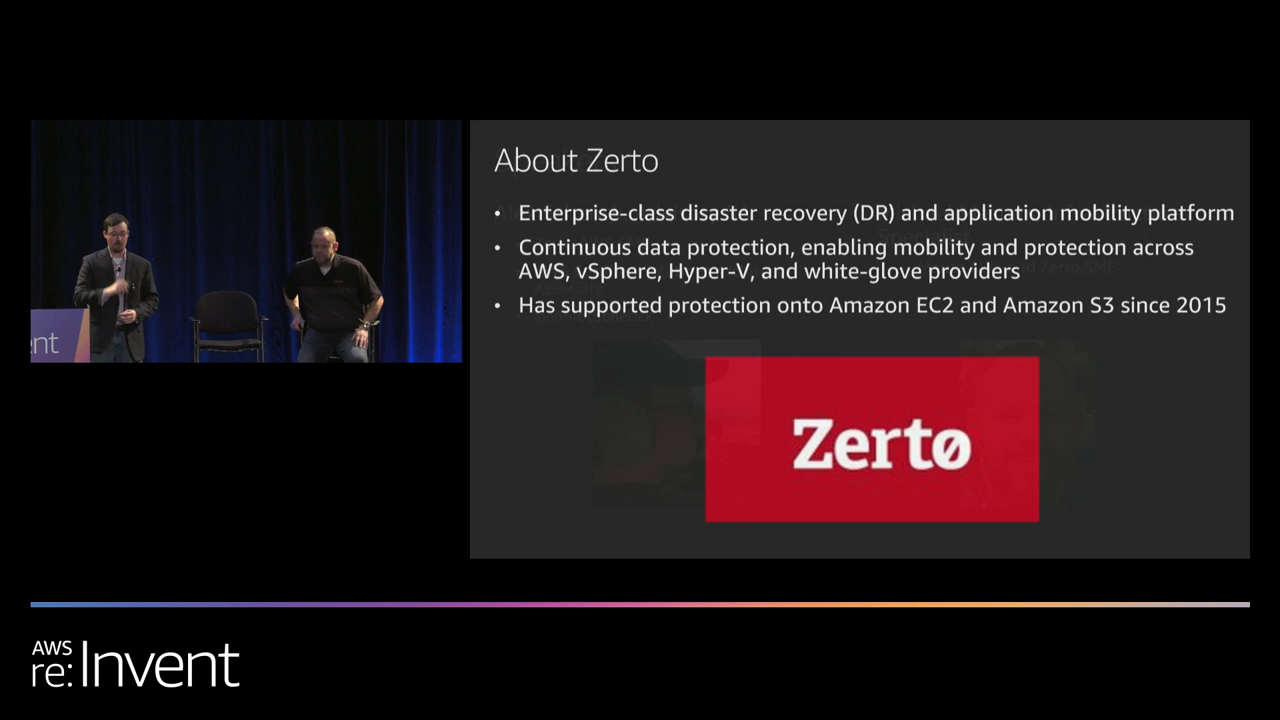 About Zerto
• Enterprise-class disaster recovery (DR) and application mobility platform
• Continuous data protection, enabling mobility and protection across
AWS, vSphere, Hyper-V, and white-glove providers
• Has supported protection onto Amazon EC2 and Amazon S3 since 2015
Zertø
ent
AWS
re:Invent